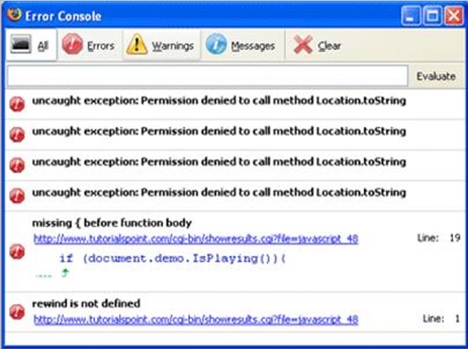 Error Console
All Errors Warnings Messages Clear
Evaluate
uncaught exception: Permission denied to call method Location.toString
uncaught exception: Permission denied to call method Location.toString
uncaught exception: Permission denied to call method Location.toString
uncaught exception: Permission denied to call method Location.toString
missing { before function body
http://www.tutorialspoint.com/cgi-bin/showresults.cgi?file=javascript_48 Line: 19
if (document.demo.IsPlaying()){
rewind is not defined
http://www.tutorialspoint.com/cgi-bin/showresults.cgi?file=javascript_48 Line: 1